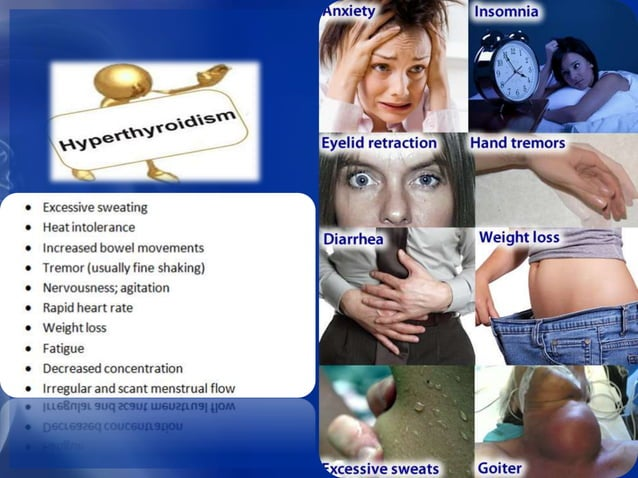 Hyperthyroidism
Excessive sweating
Heat intolerance
Increased bowel movements
Tremor (usually fine shaking)
Nervousness; agitation
Rapid heart rate
Weight loss
Fatigue
Decreased concentration
Irregular and scant menstrual flow
Anxiety
Insomnia
Eyelid retraction
Hand tremors
Diarrhea
Weight loss
Excessive sweats
Goiter